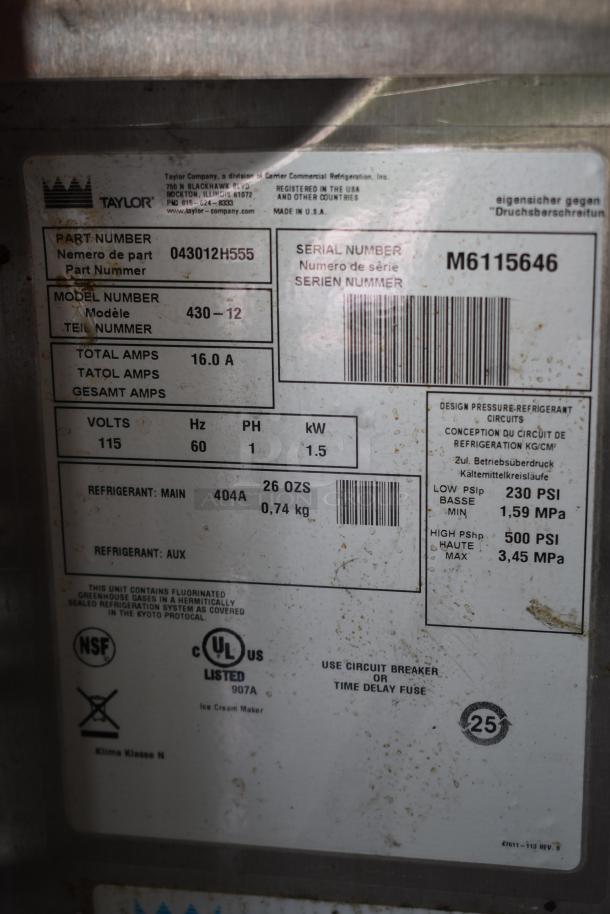 Taylor Company, a division of Carrier Commercial Refrigeration, Inc.
750 N BLACKHAWK BLVD
ROCKTON, ILLINOIS 61072
PHO 815-624-8333
www.taylor-company.com
REGISTERED IN THE USA
AND OTHER COUNTRIES
MADE IN U.S.A.
TAYLOR®
eigensicher gegen
"Druchsberschreitun
PART NUMBER
Nemero de part
Part Nummer
043012H555
SERIAL NUMBER
Numero de série
SERIEN NUMMER
M6115646
MODEL NUMBER
Modèle
TEIL NUMMER
430-12
TOTAL AMPS
TATOL AMPS
GESAMT AMPS
16.0 A
VOLTS Hz PH kW
115 60 1 1.5
DESIGN PRESSURE-REFRIGERANT
CIRCUITS
CONCEPTION DU CIRCUIT DE
REFRIGERATION KG/CM²
Zul. Betriebsüberdruck
Kältemittelkreisläufe
LOW PSIp
BASSE
MIN
230 PSI
1,59 MPa
HIGH PShp
HAUTE
MAX
500 PSI
3,45 MPa
REFRIGERANT: MAIN 404A 26 OZS
0,74 kg
REFRIGERANT: AUX
THIS UNIT CONTAINS FLUORINATED
GREENHOUSE GASES IN A HERMETICALLY
SEALED REFRIGERATION SYSTEM AS COVERED
IN THE KYOTO PROTOCAL.
NSF
C UL US
LISTED
907A
Ice Cream Maker
USE CIRCUIT BREAKER
OR
TIME DELAY FUSE
25
Klima Klasse N